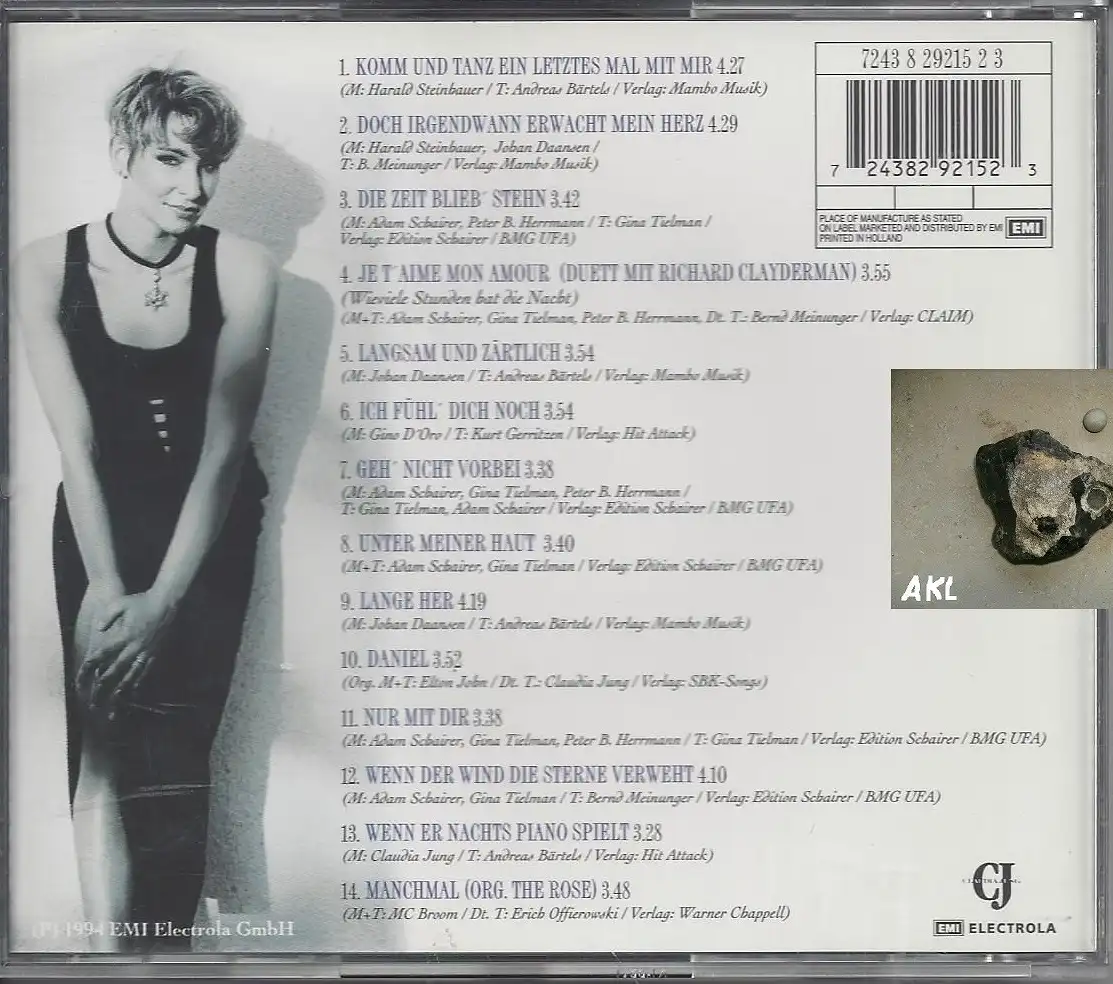 1. KOMM UND TANZ EIN LETZTES MAL MIT MIR 4.27
(M: Harald Steinbauer / T: Andreas Bärtels / Verlag: Mambo Musik)
2. DOCH IRGENDWANN ERWACHT MEIN HERZ 4.29
(M: Harald Steinbauer, Johan Daansen /
T: B. Meinunger / Verlag: Mambo Musik)
3. DIE ZEIT BLIEB´ STEHN 3.42
(M: Adam Schairer, Peter B. Herrmann / T: Gina Tielman /
Verlag: Edition Schairer / BMG UFA)
4. JE T´AIME MON AMOUR (DUETT MIT RICHARD CLAYDERMAN) 3.55
(Wieviele Stunden hat die Nacht)
(M+T: Adam Schairer, Gina Tielman, Peter B. Herrmann, Dt. T.: Bernd Meinunger / Verlag: CLAIM)
5. LANGSAM UND ZÄRTLICH 3.54
(M: Johan Daansen / T: Andreas Bärtels / Verlag: Mambo Musik)
6. ICH FÜHL´ DICH NOCH 3.54
(M: Gino D´Oro / T: Kurt Gerritzen / Verlag: Hit Attack)
7. GEH´ NICHT VORBEI 3.38
(M: Adam Schairer, Gina Tielman, Peter B. Herrmann /
T: Gina Tielman, Adam Schairer / Verlag: Edition Schairer / BMG UFA)
8. UNTER MEINER HAUT 3.40
(M+T: Adam Schairer, Gina Tielman / Verlag: Edition Schairer / BMG UFA)
9. LANGE HER 4.19
(M: Johan Daansen / T: Andreas Bärtels / Verlag: Mambo Musik)
10. DANIEL 3.52
(Org. M+T: Elton John / Dt. T.: Claudia Jung / Verlag: SBK-Songs)
11. NUR MIT DIR 3.38
(M: Adam Schairer, Gina Tielman, Peter B. Herrmann / T: Gina Tielman / Verlag: Edition Schairer / BMG UFA)
12. WENN DER WIND DIE STERNE VERWEHT 4.10
(M: Adam Schairer, Gina Tielman / T: Bernd Meinunger / Verlag: Edition Schairer / BMG UFA)
13. WENN ER NACHTS PIANO SPIELT 3.28
(M: Claudia Jung / T: Andreas Bärtels / Verlag: Hit Attack)
14. MANCHMAL (ORG. THE ROSE) 3.48
(M+T: MC Broom / Dt. T.: Erich Offierowski / Verlag: Warner Chappell)
7243 8 29215 2 3
7 24382 92152 3
PLACE OF MANUFACTURE AS STATED
ON LABEL MARKETED AND DISTRIBUTED BY EMI
PRINTED IN HOLLAND
EMI
AKL
CJ
CLAUDIA JUNG
EMI ELECTROLA
(P) 1994 EMI Electrola GmbH